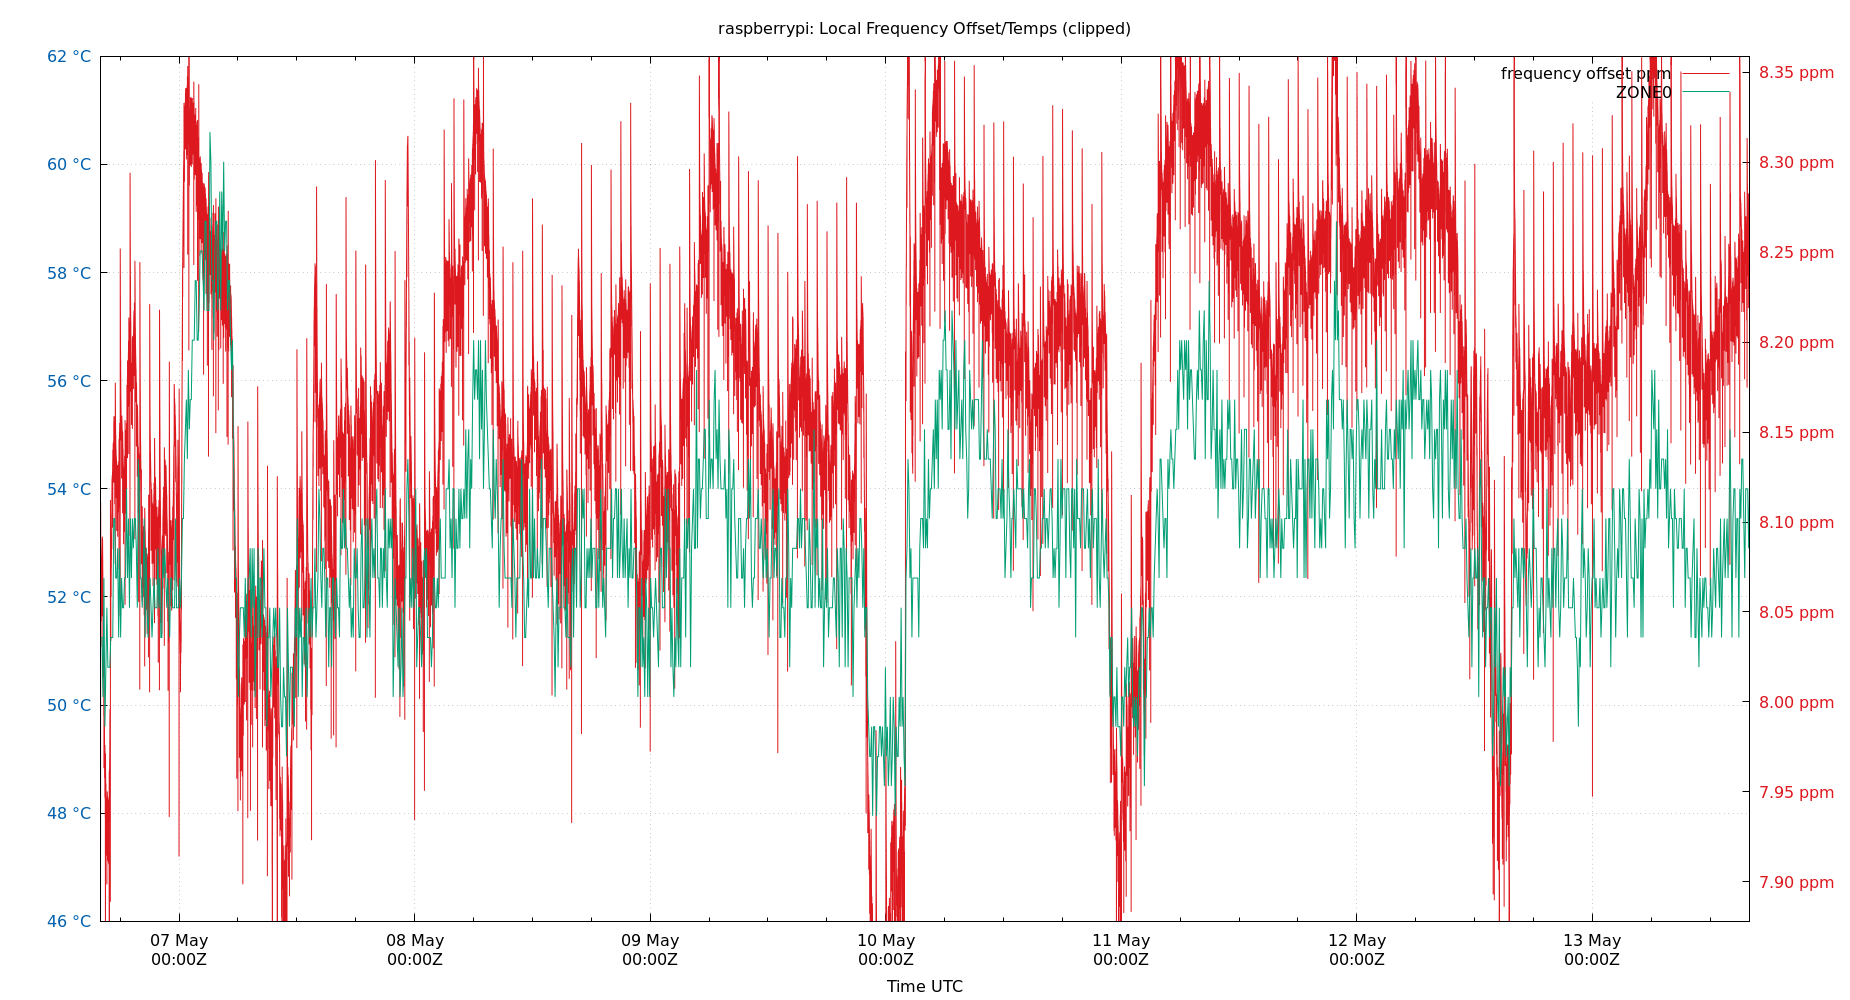 raspberrypi: Local Frequency Offset/Temps (clipped)
frequency offset ppm
ZONE0
62 °C
60 °C
58 °C
56 °C
54 °C
52 °C
50 °C
48 °C
46 °C
8.35 ppm
8.30 ppm
8.25 ppm
8.20 ppm
8.15 ppm
8.10 ppm
8.05 ppm
8.00 ppm
7.95 ppm
7.90 ppm
07 May
00:00Z
08 May
00:00Z
09 May
00:00Z
10 May
00:00Z
11 May
00:00Z
12 May
00:00Z
13 May
00:00Z
Time UTC